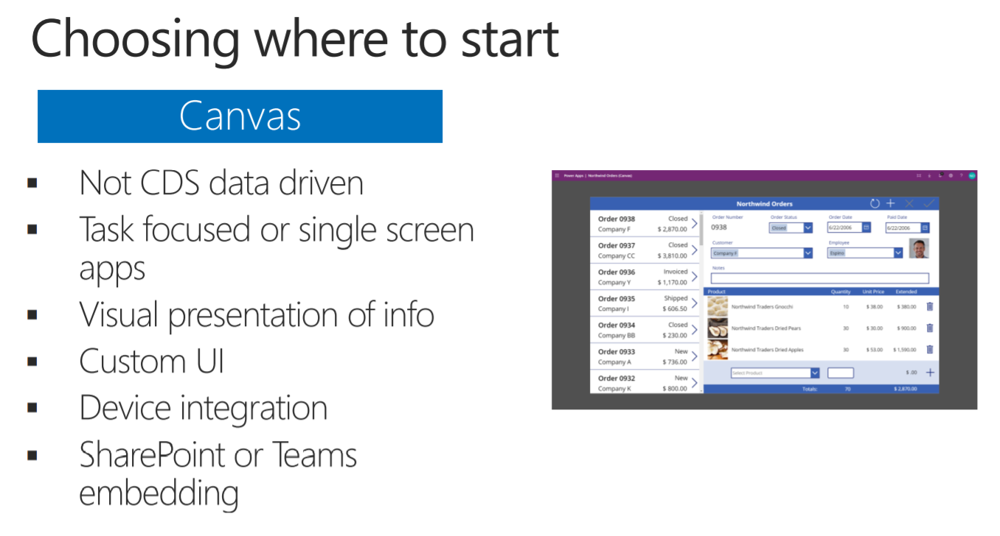 Choosing where to start
Canvas
▪ Not CDS data driven
▪ Task focused or single screen
apps
▪ Visual presentation of info
▪ Custom UI
▪ Device integration
▪ SharePoint or Teams
embedding
Power Apps | Northwind Orders (Canvas)
Northwind Orders
Order 0938 Closed
Company F $ 2,870.00
Order 0937 Closed
Company CC $ 3,810.00
Order 0936 Invoiced
Company Y $ 1,170.00
Order 0935 Shipped
Company I $ 606.50
Order 0934 Closed
Company BB $ 230.00
Order 0933 New
Company A $ 736.00
Order 0932 New
Company K $ 800.00
Order Number Order Status Order Date Paid Date
0938 Closed 6/22/2006 6/22/2006
Customer Employee
Company F Espino
Notes
Product Quantity Unit Price Extended
Northwind Traders Gnocchi 10 $ 38.00 $ 380.00
Northwind Traders Dried Pears 30 $ 30.00 $ 900.00
Northwind Traders Dried Apples 30 $ 53.00 $ 1,590.00
Select Product $ .00
Totals: 70 $ 2,870.00